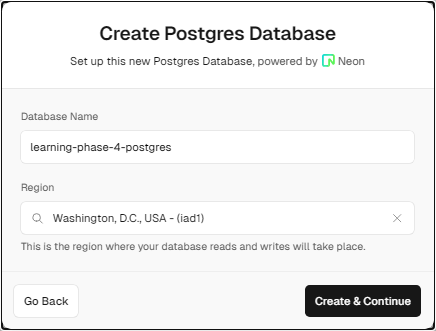 Create Postgres Database
Set up this new Postgres Database, powered by Neon
Database Name
learning-phase-4-postgres
Region
Washington, D.C., USA - (iad1)
This is the region where your database reads and writes will take place.
Go Back
Create & Continue